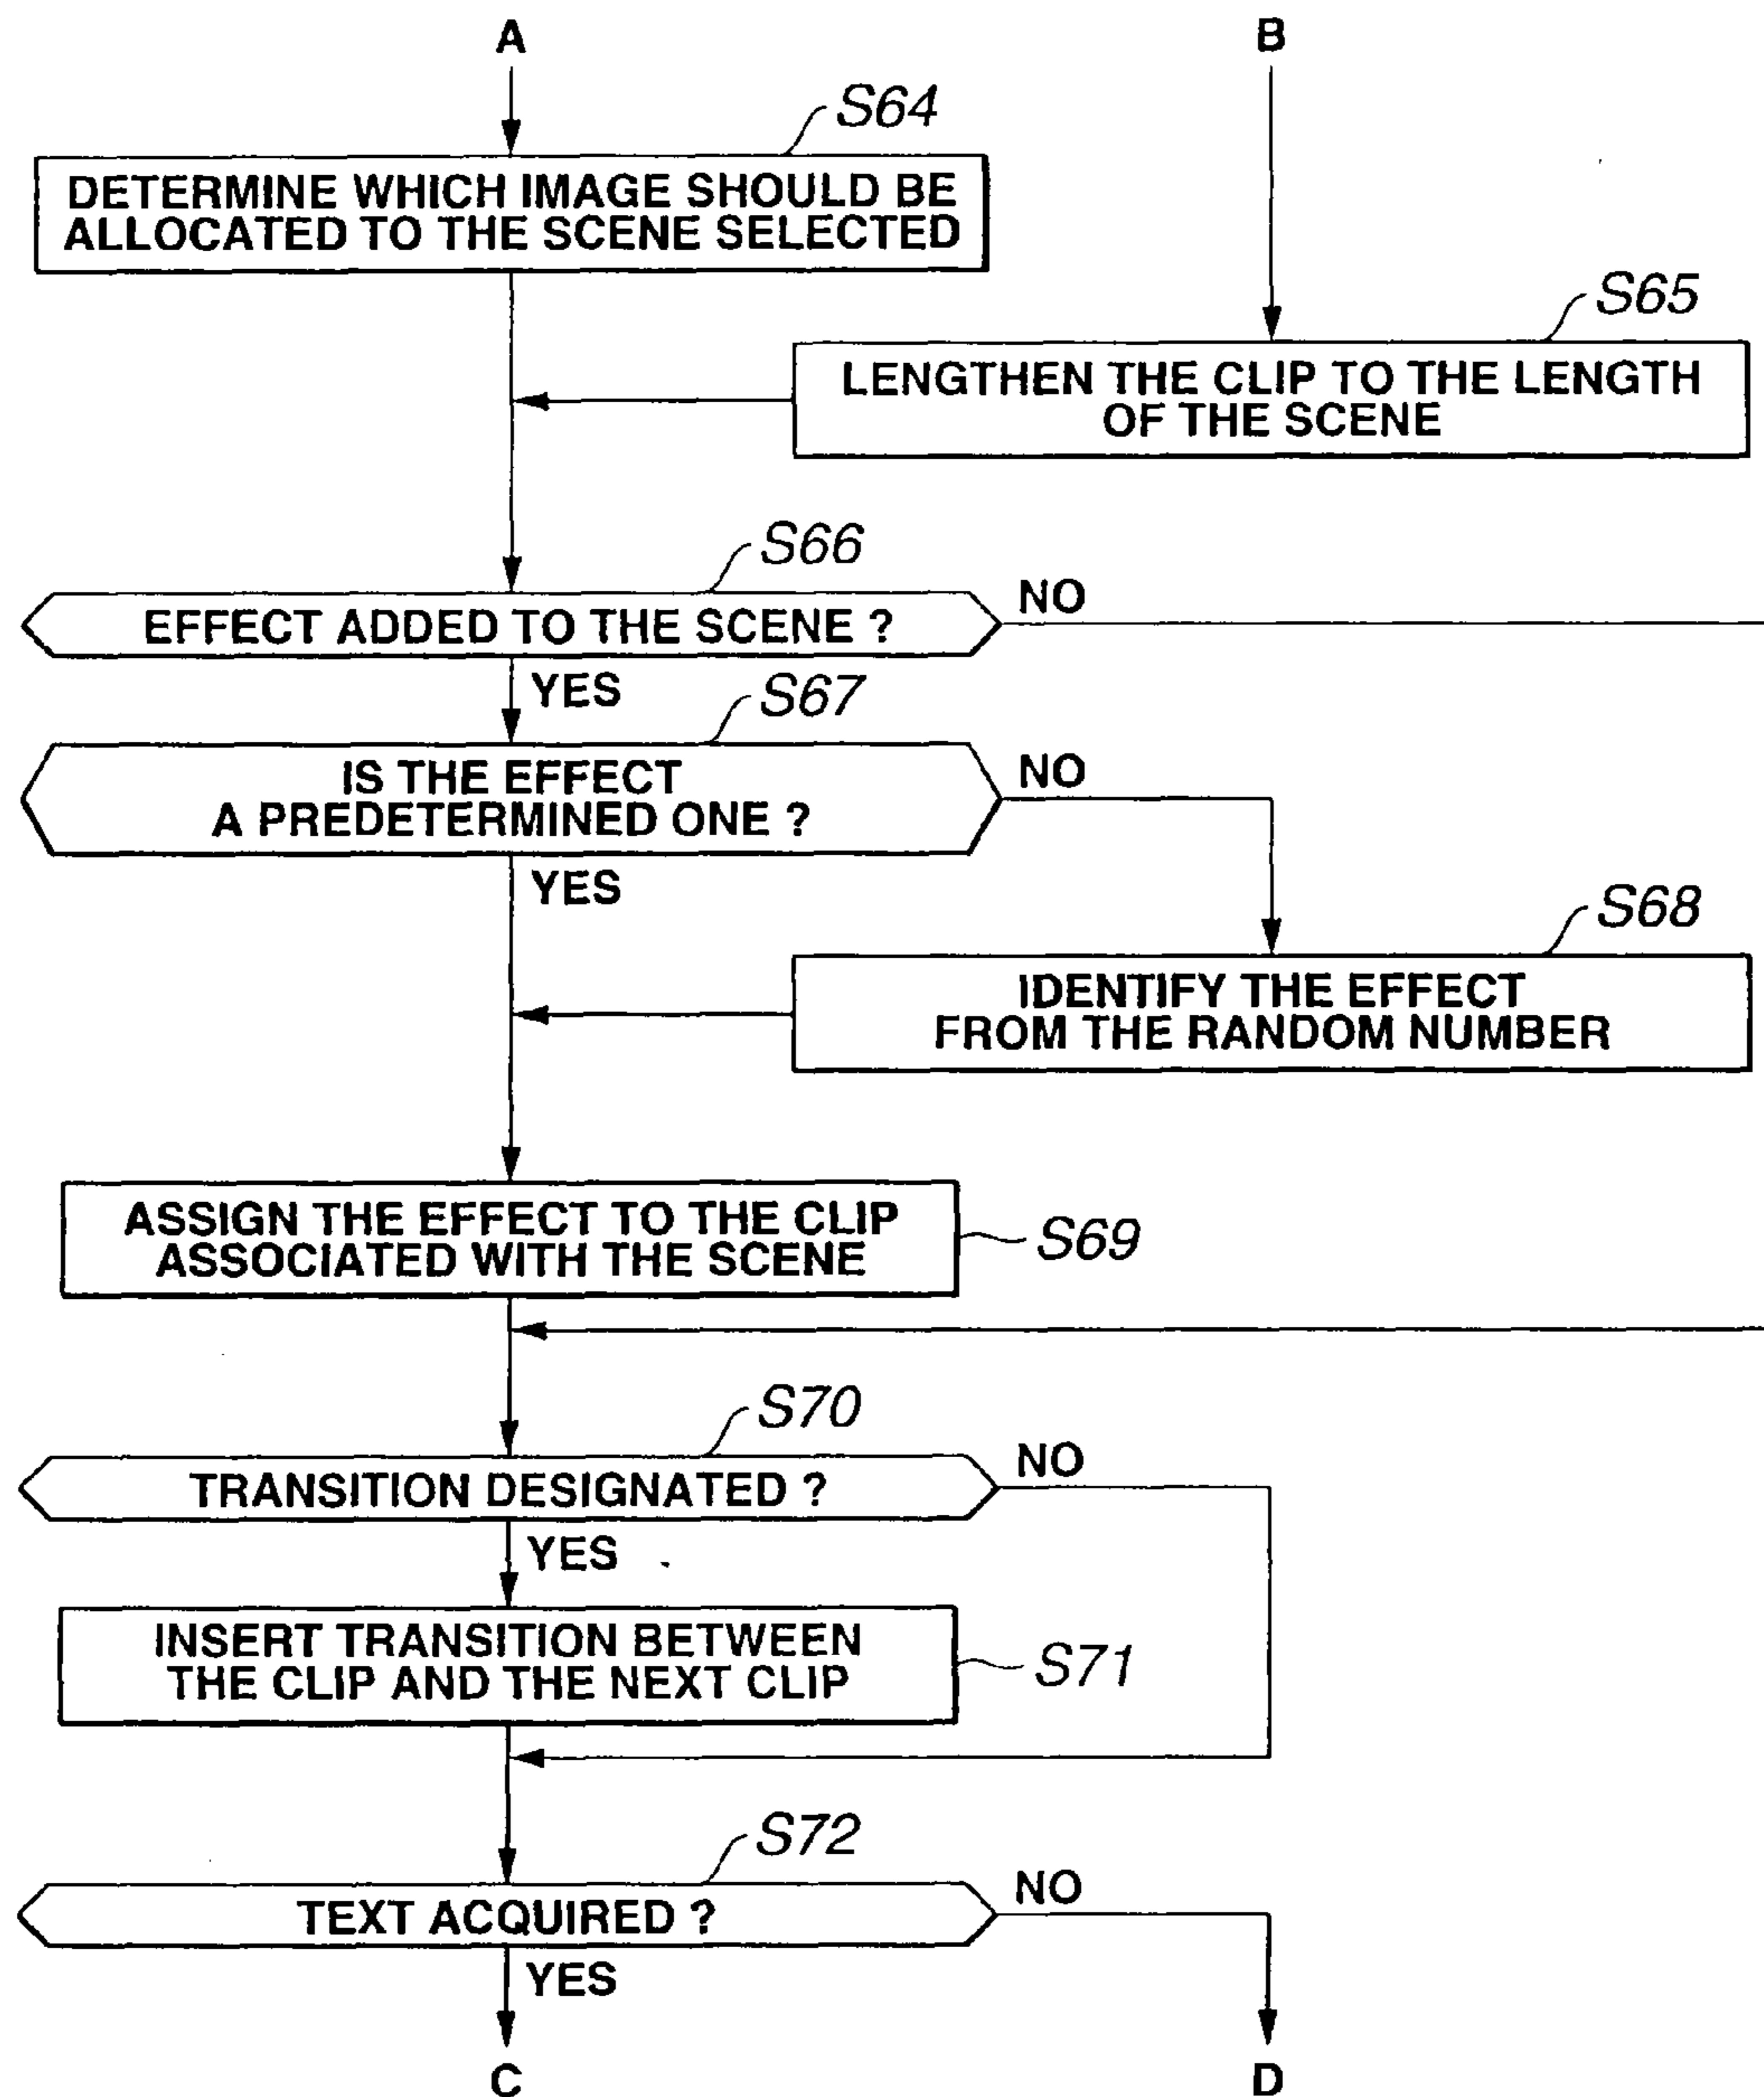 A
B
S64
DETERMINE WHICH IMAGE SHOULD BE
ALLOCATED TO THE SCENE SELECTED
S65
LENGTHEN THE CLIP TO THE LENGTH
OF THE SCENE
S66
EFFECT ADDED TO THE SCENE ?
NO
YES
S67
IS THE EFFECT
A PREDETERMINED ONE ?
NO
YES
S68
IDENTIFY THE EFFECT
FROM THE RANDOM NUMBER
ASSIGN THE EFFECT TO THE CLIP
ASSOCIATED WITH THE SCENE
S69
S70
TRANSITION DESIGNATED ?
NO
YES
INSERT TRANSITION BETWEEN
THE CLIP AND THE NEXT CLIP
S71
S72
TEXT ACQUIRED ?
NO
YES
C
D